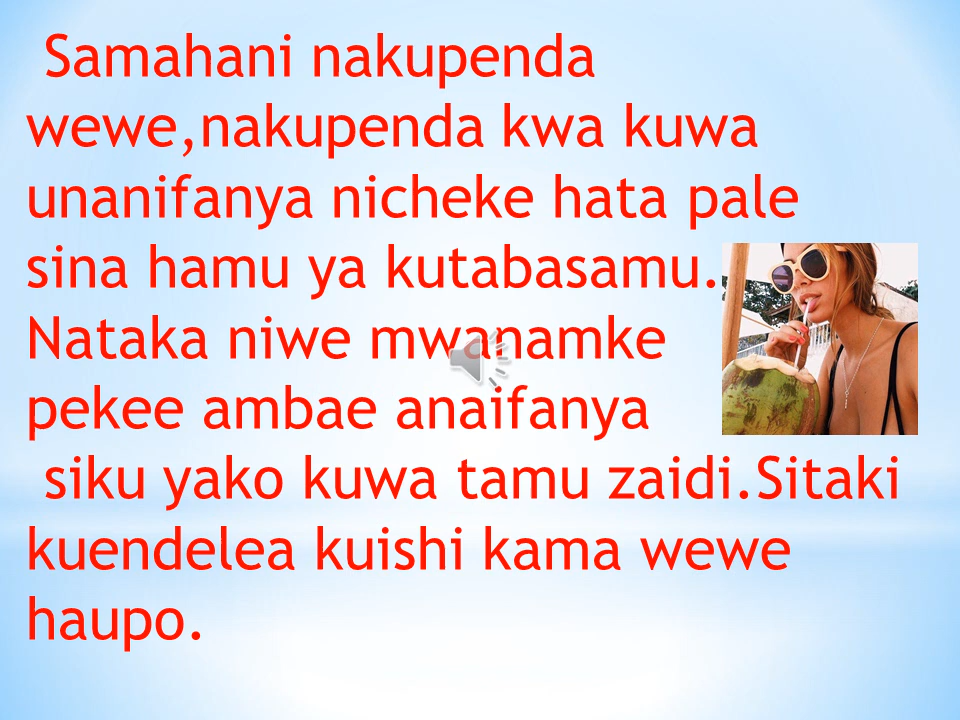 Samahani nakupenda
wewe,nakupenda kwa kuwa
unanifanya nicheke hata pale
sina hamu ya kutabasamu.
Nataka niwe mwanamke
pekee ambae anaifanya
siku yako kuwa tamu zaidi.Sitaki
kuendelea kuishi kama wewe
haupo.